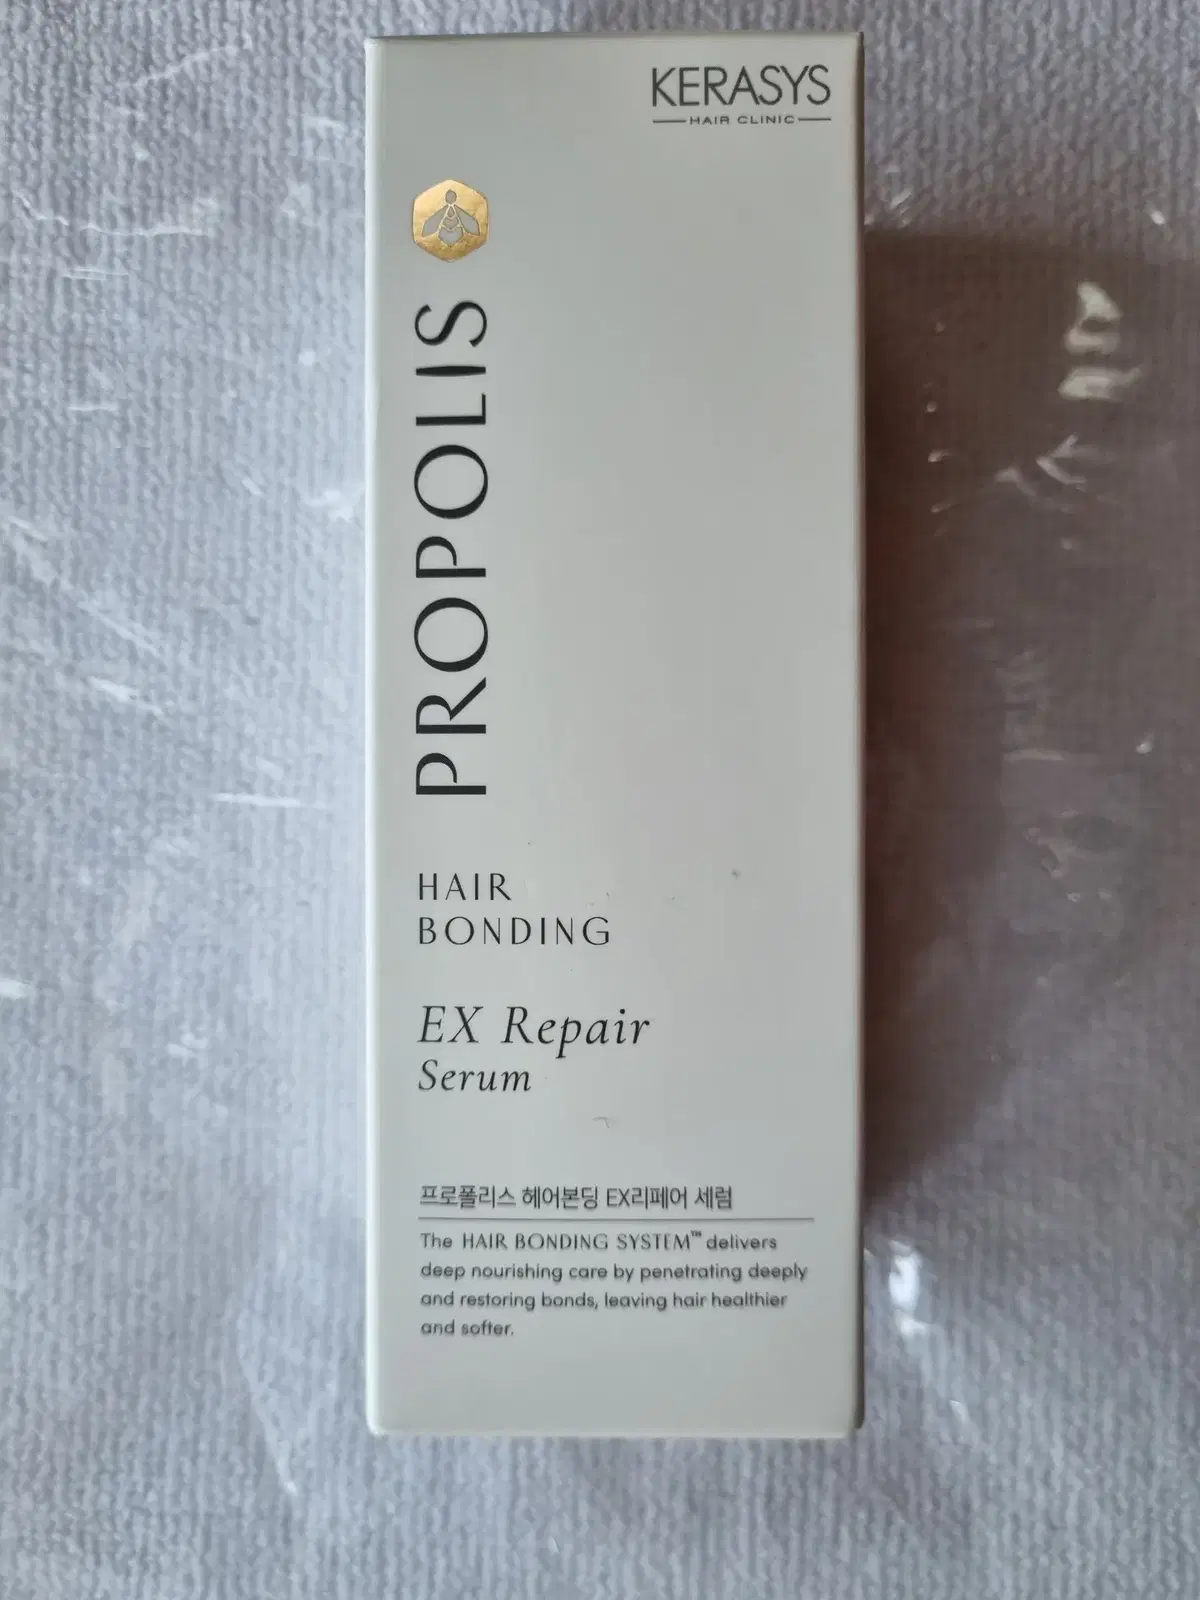 KERASYS
HAIR CLINIC
PROPOLIS
HAIR
BONDING
EX Repair
Serum
프로폴리스 헤어본딩 EX리페어 세럼
The HAIR BONDING SYSTEM™ delivers
deep nourishing care by penetrating deeply
and restoring bonds, leaving hair healthier
and softer.